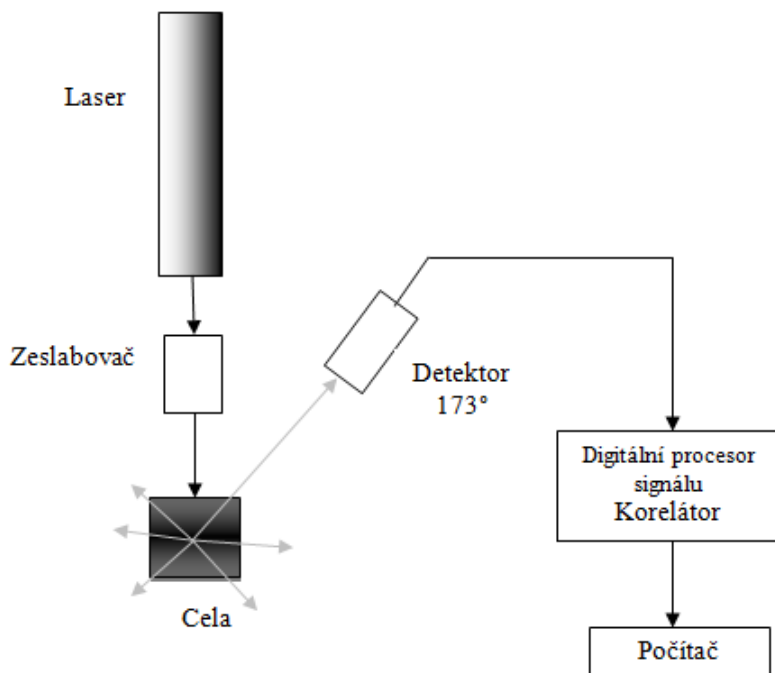 Laser
Zeslabovač
Detektor
173°
Digitální procesor
signálu
Korelátor
Cela
Počítač